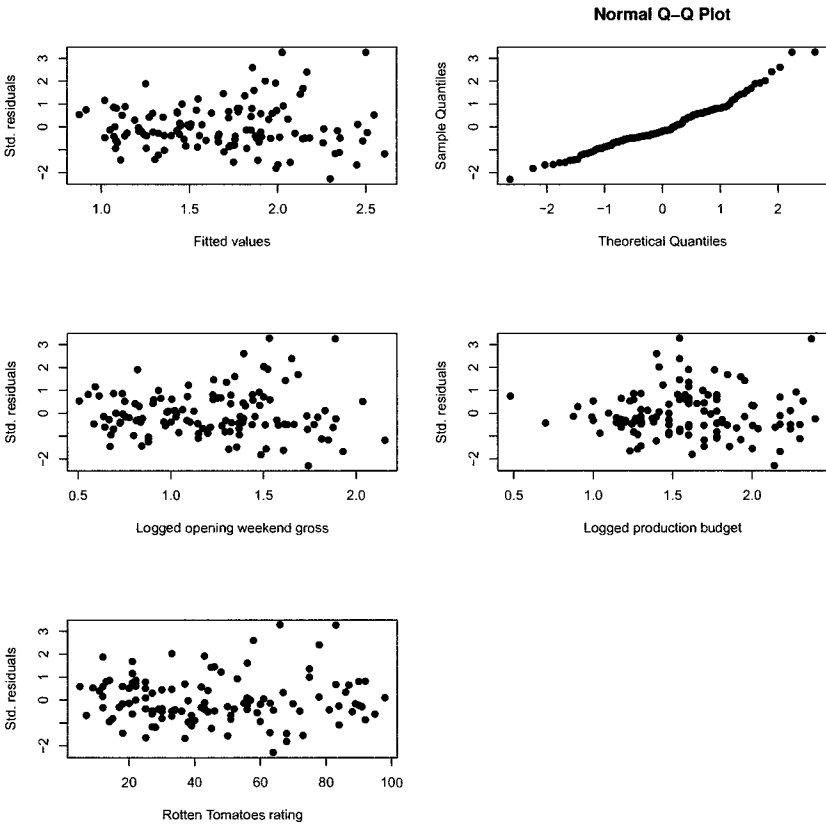 Normal Q–Q Plot
Std. residuals
3
2
1
0
−2
1.0 1.5 2.0 2.5
Fitted values
Sample Quantiles
3
2
1
0
−2
−2 −1 0 1 2
Theoretical Quantiles
Std. residuals
3
2
1
0
−2
0.5 1.0 1.5 2.0
Logged opening weekend gross
Std. residuals
3
2
1
0
−2
0.5 1.0 1.5 2.0
Logged production budget
Std. residuals
3
2
1
0
−2
20 40 60 80 100
Rotten Tomatoes rating